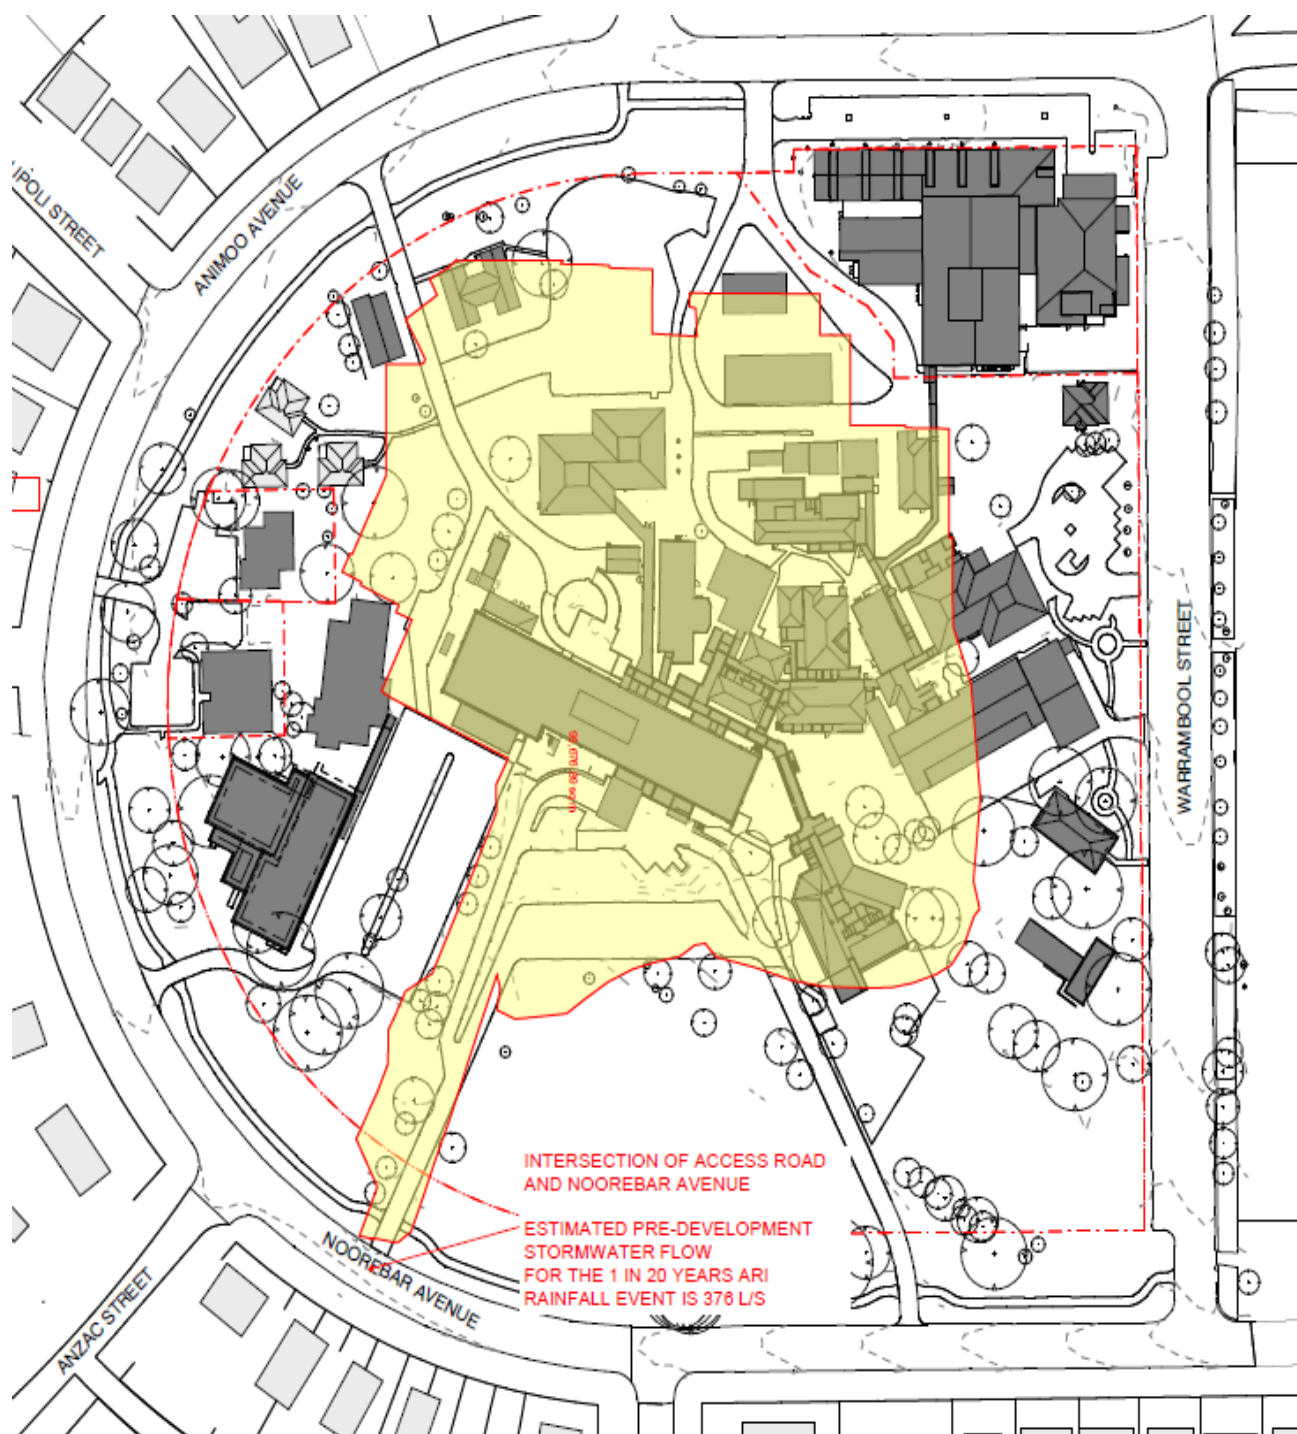 LIPOLI STREET
ANIMOO AVENUE
WARRAMBOOL STREET
INTERSECTION OF ACCESS ROAD
AND NOOREBAR AVENUE
ESTIMATED PRE-DEVELOPMENT
STORMWATER FLOW
FOR THE 1 IN 20 YEARS ARI
RAINFALL EVENT IS 376 L/S
NOOREBAR AVENUE
ANZAC STREET